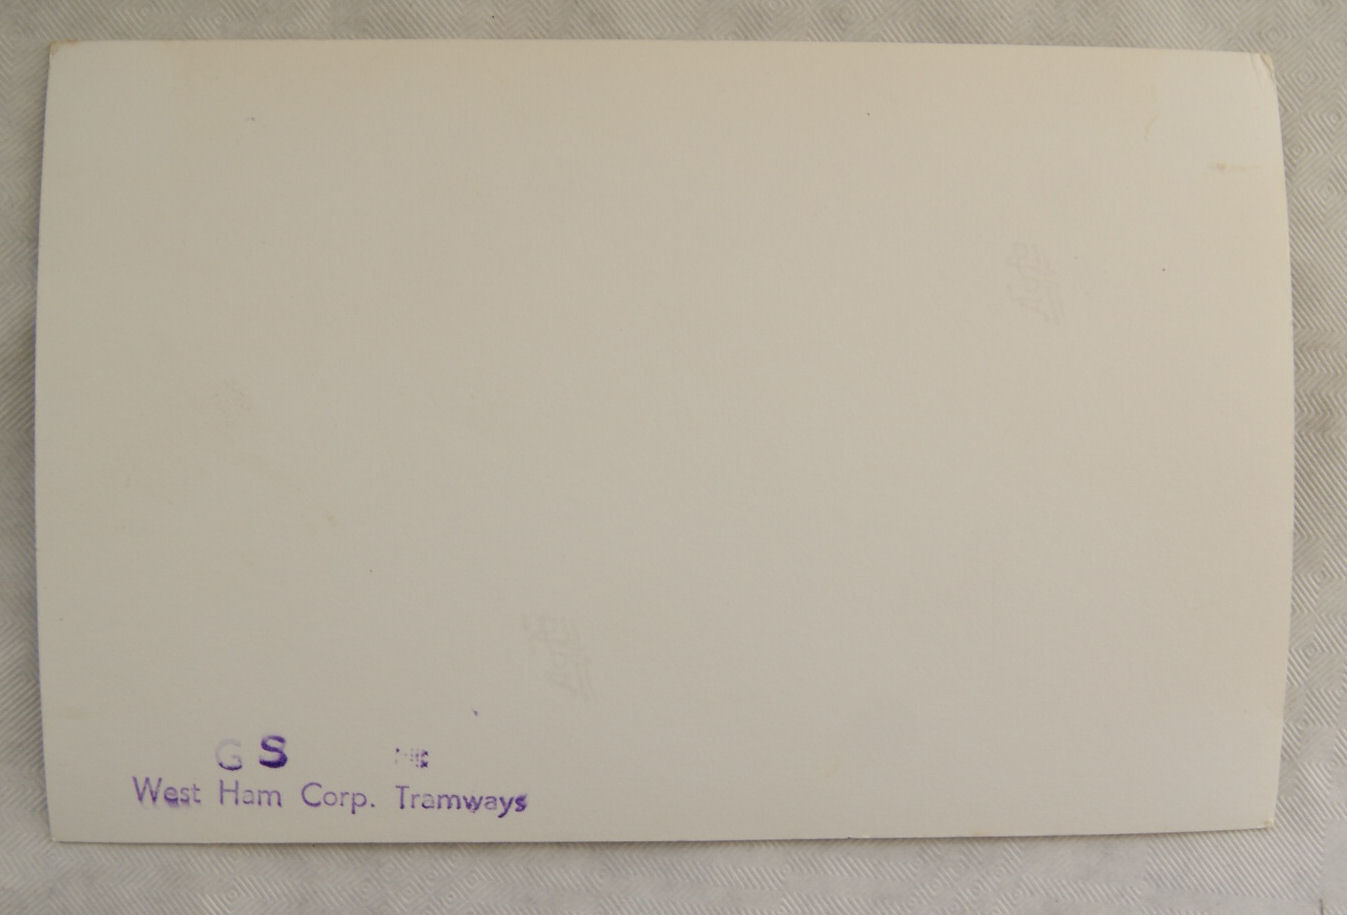 G S
West Ham Corp. Tramways